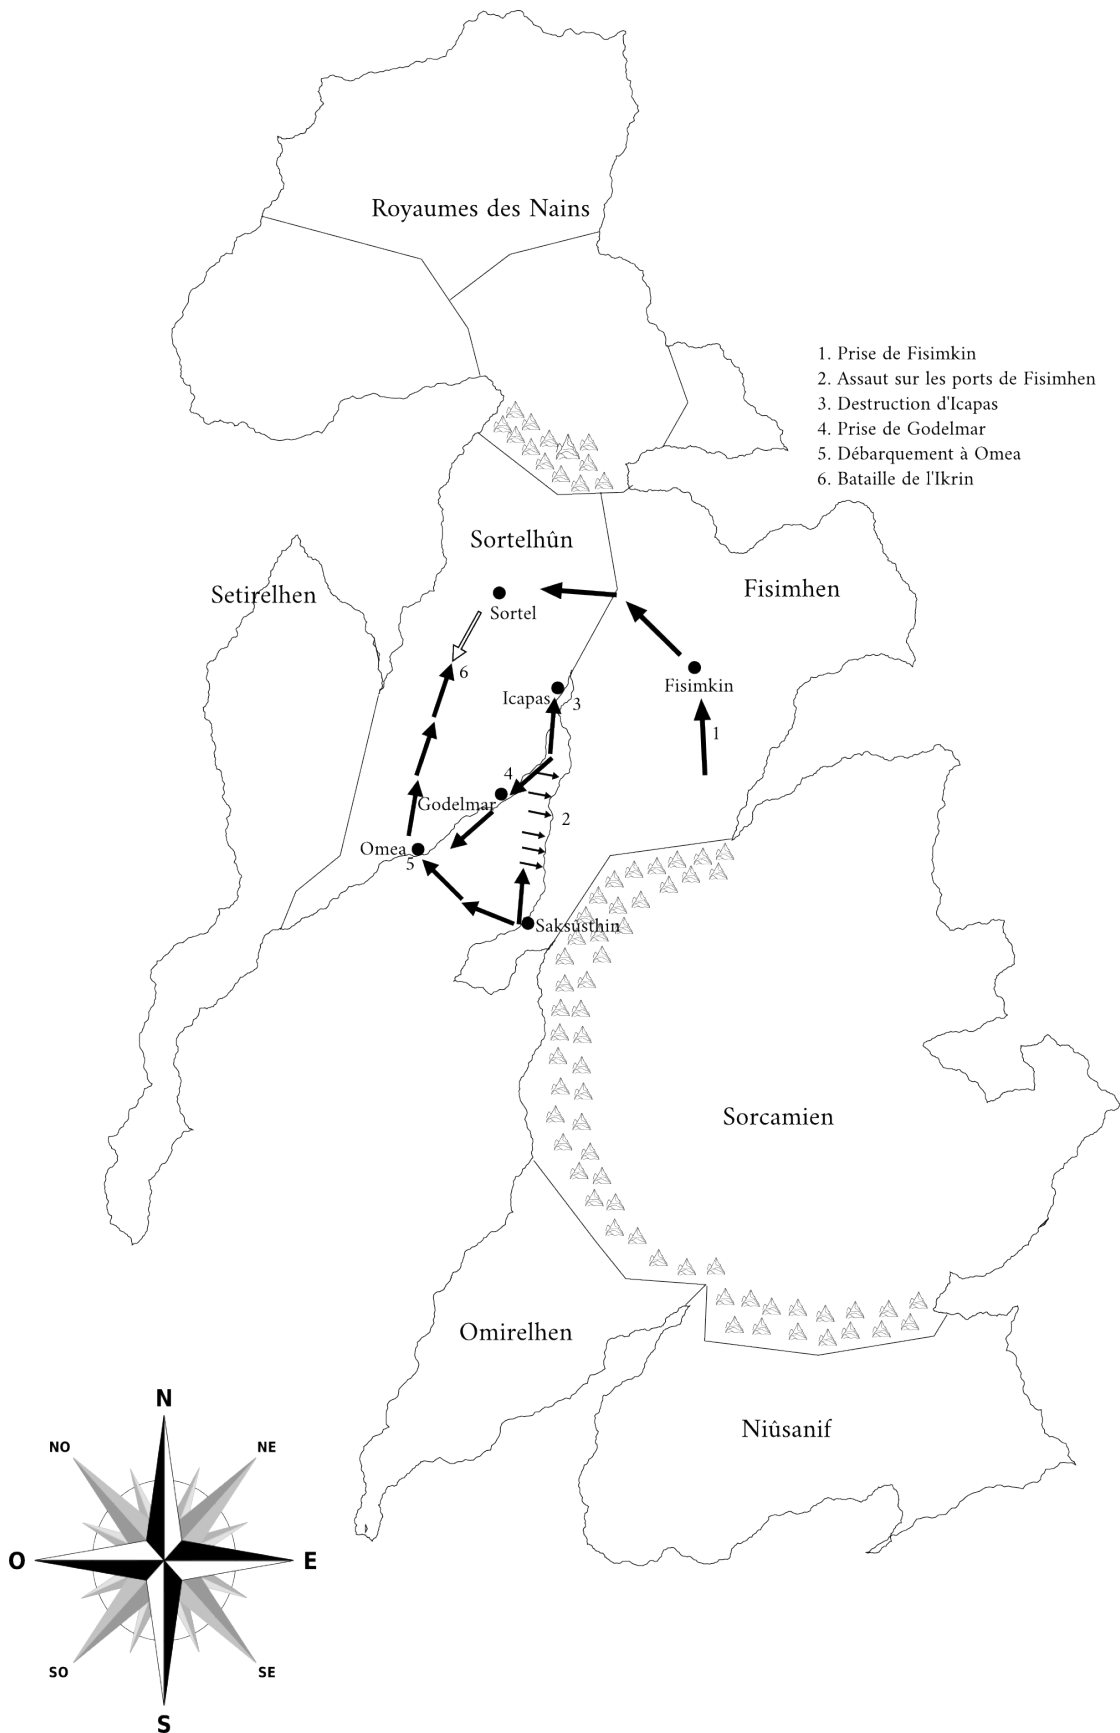 Royaumes des Nains
1. Prise de Fisimkin
2. Assaut sur les ports de Fisimhen
3. Destruction d'Icapas
4. Prise de Godelmar
5. Débarquement à Omea
6. Bataille de l'Ikrin
Sortelhûn
Setirelhen
Fisimhen
Sortel
6
Fisimkin
Icapas
3
1
4
Godelmar
2
Omea
5
Saksûsthin
Sorcamien
Omirelhen
Niûsanif
N
NO
NE
O
E
SO
SE
S